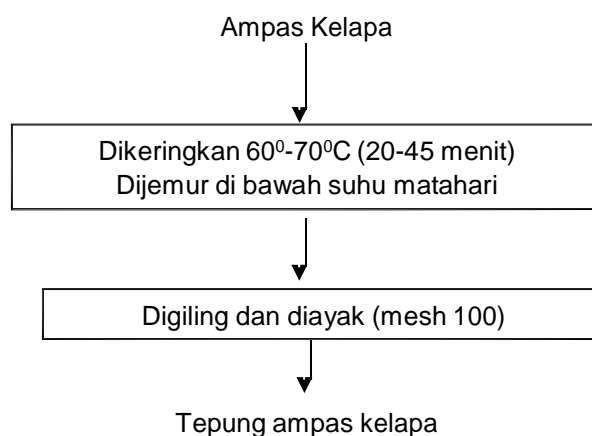 Ampas Kelapa
Dikeringkan 60⁰-70⁰C (20-45 menit)
Dijemur di bawah suhu matahari
Digiling dan diayak (mesh 100)
Tepung ampas kelapa